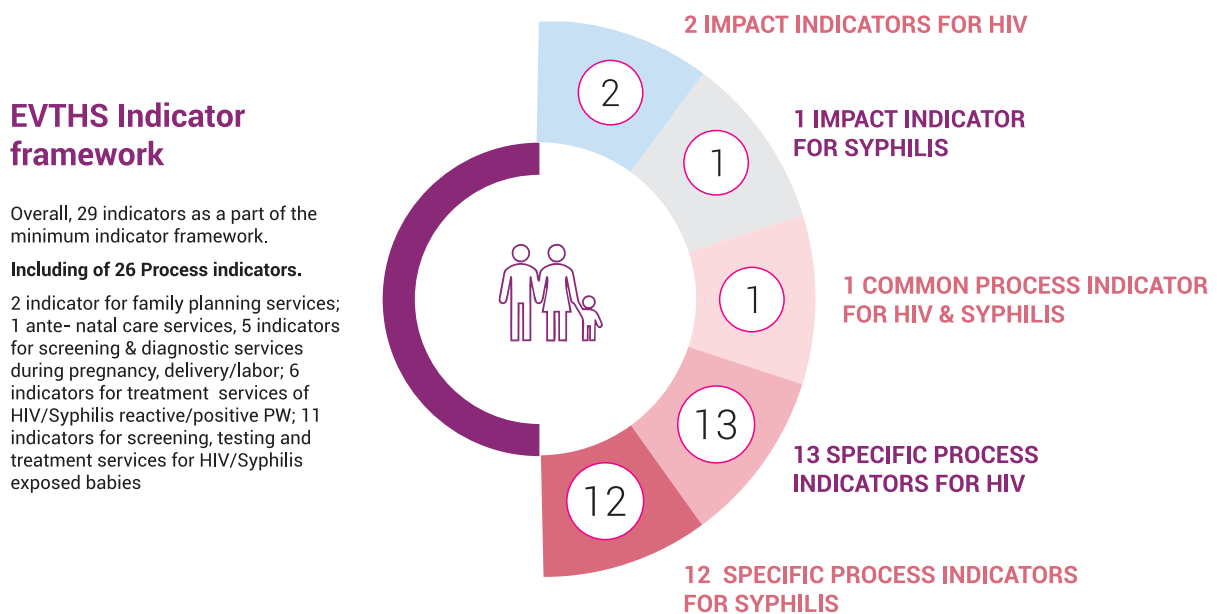 EVTHS Indicator
framework
Overall, 29 indicators as a part of the
minimum indicator framework.
Including of 26 Process indicators.
2 indicator for family planning services;
1 ante- natal care services, 5 indicators
for screening & diagnostic services
during pregnancy, delivery/labor; 6
indicators for treatment services of
HIV/Syphilis reactive/positive PW; 11
indicators for screening, testing and
treatment services for HIV/Syphilis
exposed babies
2
2 IMPACT INDICATORS FOR HIV
1
1 IMPACT INDICATOR
FOR SYPHILIS
1
1 COMMON PROCESS INDICATOR
FOR HIV & SYPHILIS
13
13 SPECIFIC PROCESS
INDICATORS FOR HIV
12
12 SPECIFIC PROCESS INDICATORS
FOR SYPHILIS